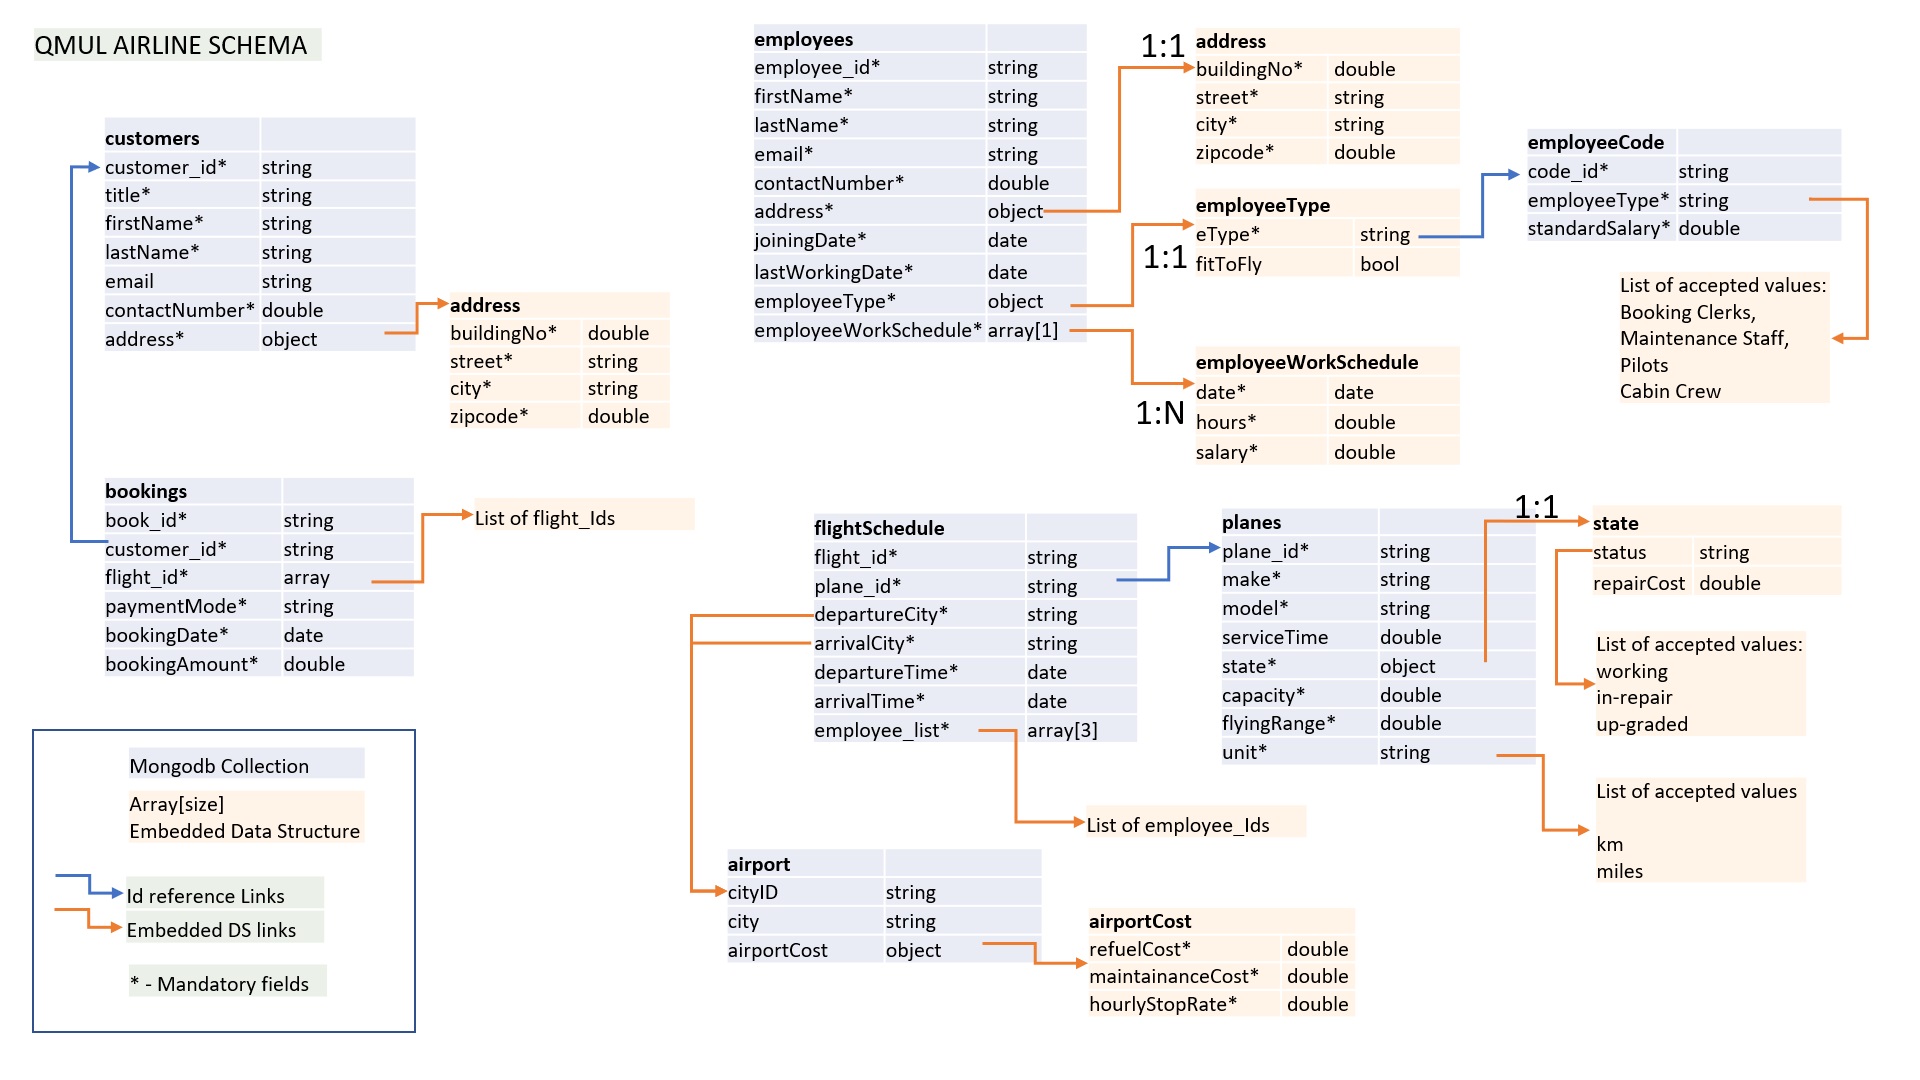 QMUL AIRLINE SCHEMA
customers
customer_id* string
title* string
firstName* string
lastName* string
email string
contactNumber* double
address* object
address
buildingNo* double
street* string
city* string
zipcode* double
bookings
book_id* string
customer_id* string
flight_id* array
paymentMode* string
bookingDate* date
bookingAmount* double
List of flight_Ids
Mongodb Collection
Array[size]
Embedded Data Structure
Id reference Links
Embedded DS links
* - Mandatory fields
employees
employee_id* string
firstName* string
lastName* string
email* string
contactNumber* double
address* object
joiningDate* date
lastWorkingDate* date
employeeType* object
employeeWorkSchedule* array[1]
1:1
address
buildingNo* double
street* string
city* string
zipcode* double
1:1
employeeType
eType* string
fitToFly bool
1:N
employeeWorkSchedule
date* date
hours* double
salary* double
employeeCode
code_id* string
employeeType* string
standardSalary* double
List of accepted values:
Booking Clerks,
Maintenance Staff,
Pilots
Cabin Crew
flightSchedule
flight_id* string
plane_id* string
departureCity* string
arrivalCity* string
departureTime* date
arrivalTime* date
employee_list* array[3]
List of employee_Ids
planes
plane_id* string
make* string
model* string
serviceTime double
state* object
capacity* double
flyingRange* double
unit* string
1:1
state
status string
repairCost double
List of accepted values:
working
in-repair
up-graded
List of accepted values
km
miles
airport
cityID string
city string
airportCost object
airportCost
refuelCost* double
maintainanceCost* double
hourlyStopRate* double